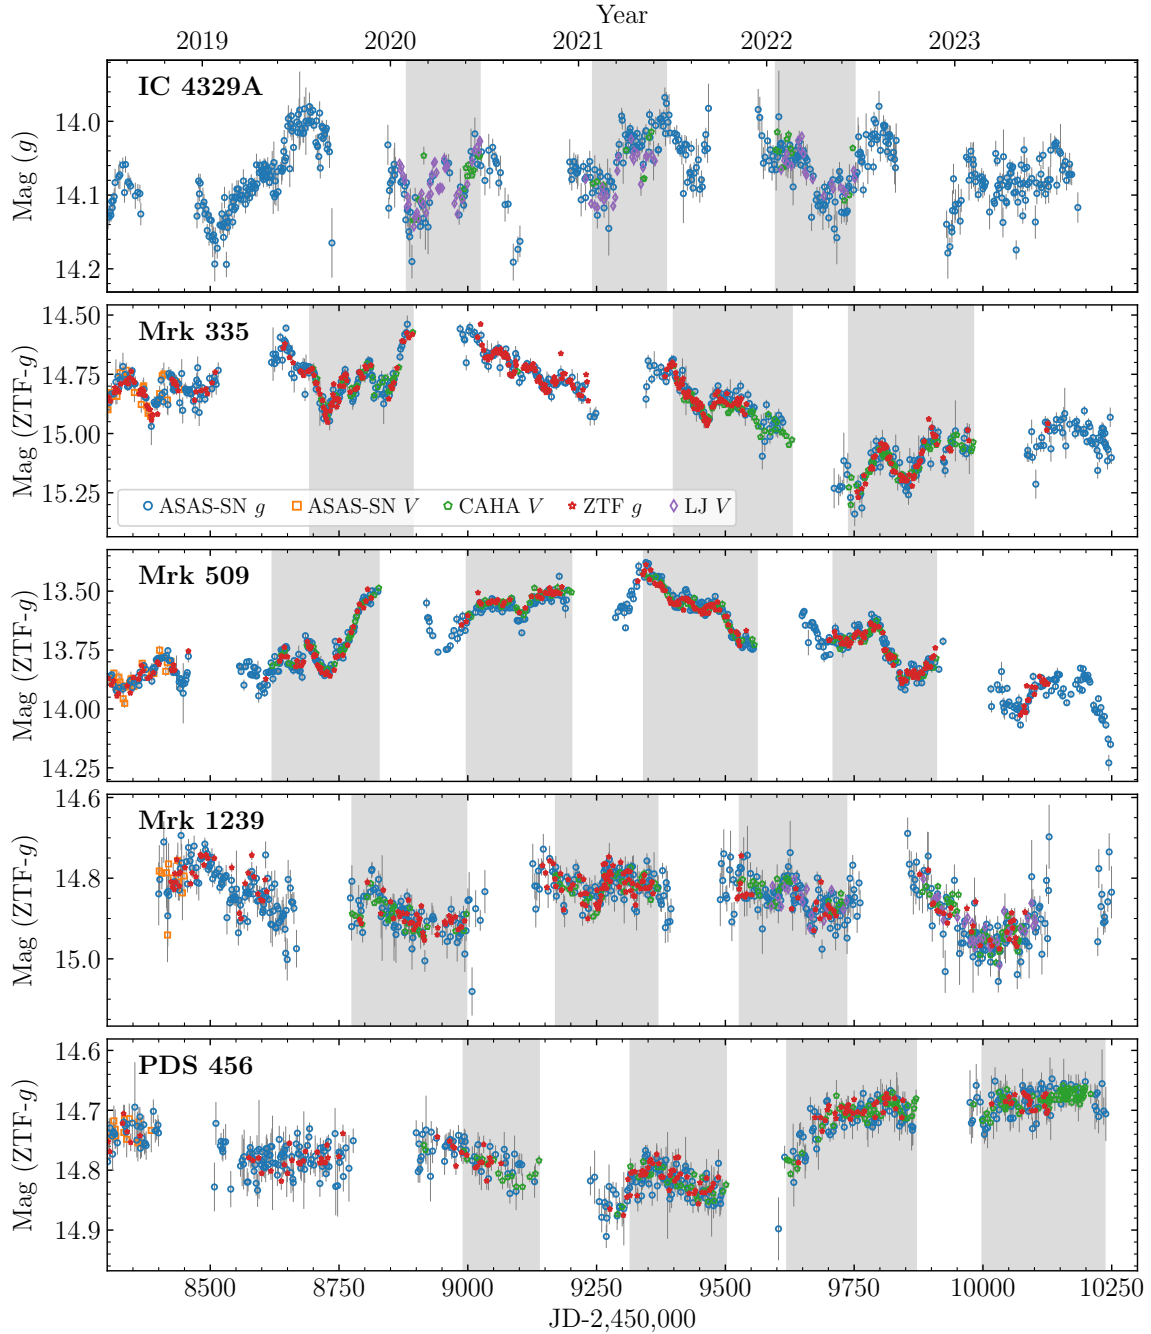 Year
2019 2020 2021 2022 2023
IC 4329A
Mag (g)
14.0
14.1
14.2
Mrk 335
Mag (ZTF-g)
14.50
14.75
15.00
15.25
ASAS-SN g ASAS-SN V CAHA V ZTF g LJ V
Mrk 509
Mag (ZTF-g)
13.50
13.75
14.00
14.25
Mrk 1239
Mag (ZTF-g)
14.6
14.8
15.0
PDS 456
Mag (ZTF-g)
14.6
14.7
14.8
14.9
8500 8750 9000 9250 9500 9750 10000 10250
JD-2,450,000